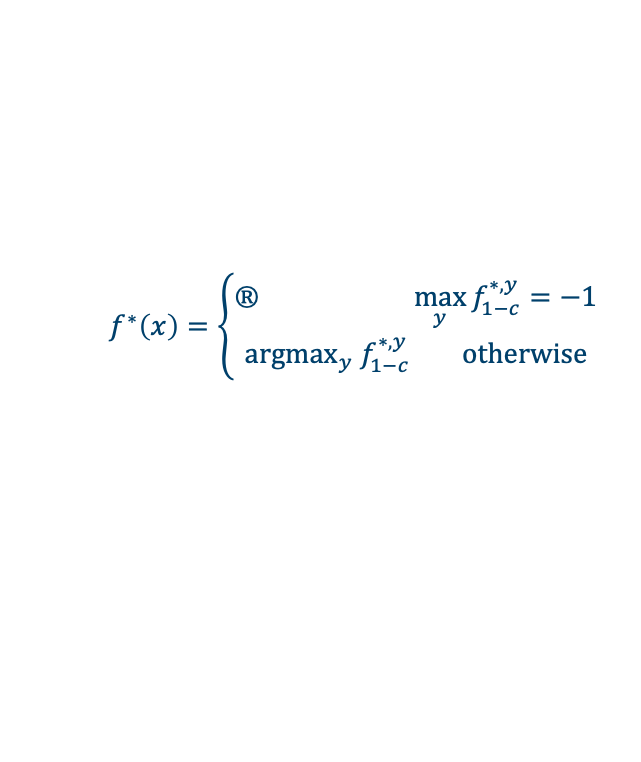 f*(x) = { ® max_y f_{1−c}^{*,y} = −1
argmax_y f_{1−c}^{*,y} otherwise